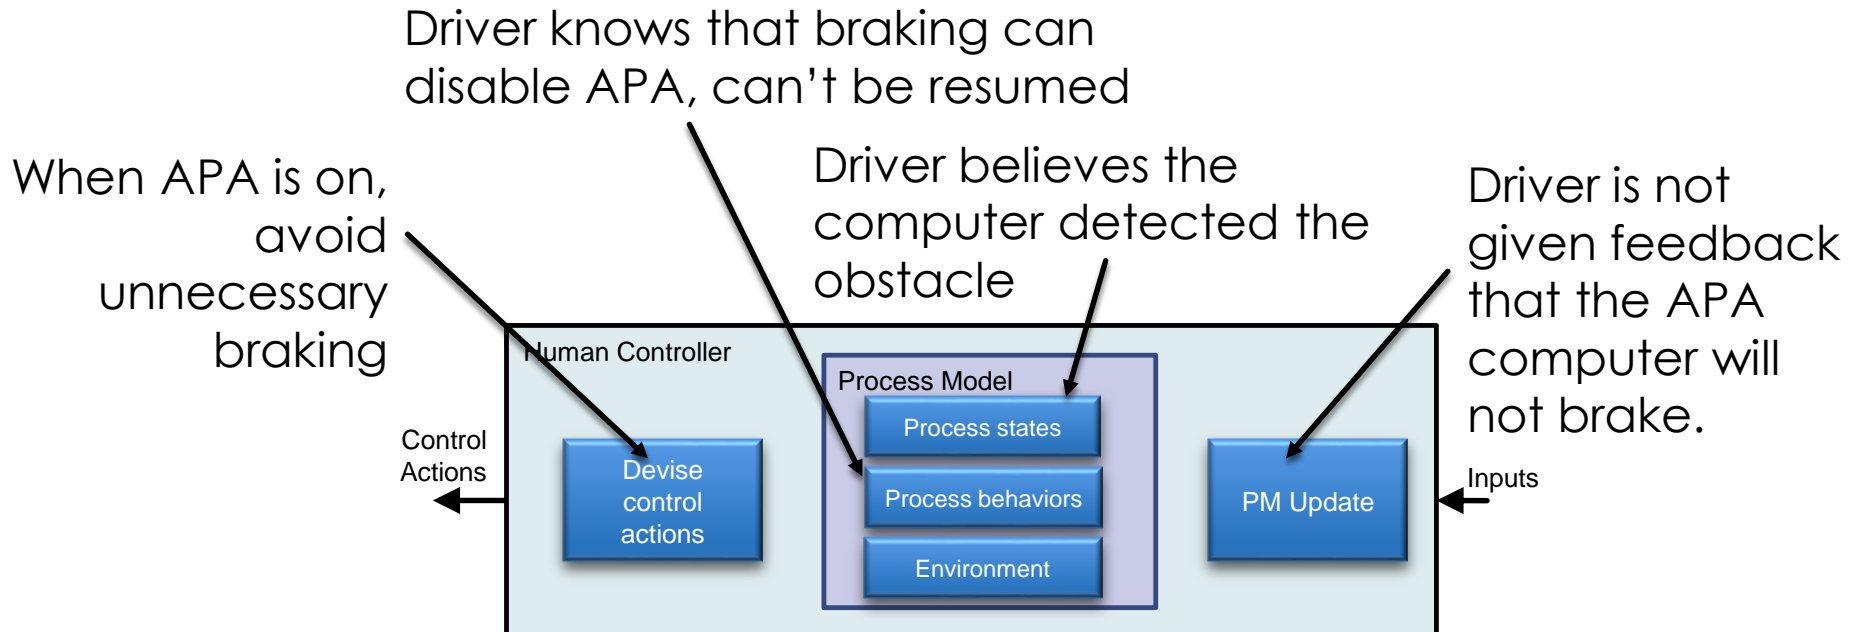 Driver knows that braking can
disable APA, can’t be resumed
When APA is on,
avoid
unnecessary
braking
Driver believes the
computer detected the
obstacle
Driver is not
given feedback
that the APA
computer will
not brake.
Human Controller
Process Model
Process states
Process behaviors
Environment
Control
Actions
Devise
control
actions
PM Update
Inputs